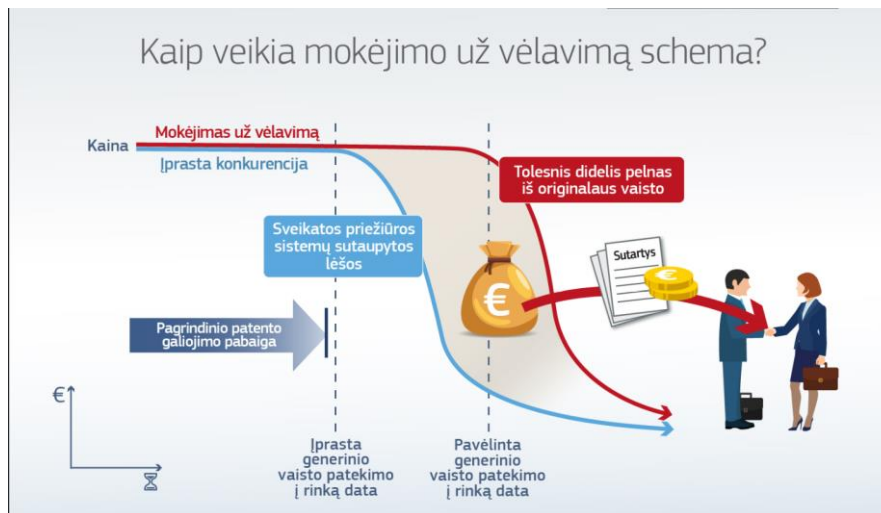 Kaip veikia mokėjimo už vėlavimą schema?
Kaina
Mokėjimas už vėlavimą
Įprasta konkurencija
Tolesnis didelis pelnas
iš originalaus vaisto
Sveikatos priežiūros
sistemų sutaupytos
lėšos
€
Sutartys
€
Pagrindinio patento
galiojimo pabaiga
€
Įprasta
generinio
vaisto patekimo
į rinką data
Pavėlinta
generinio
vaisto patekimo
į rinką data